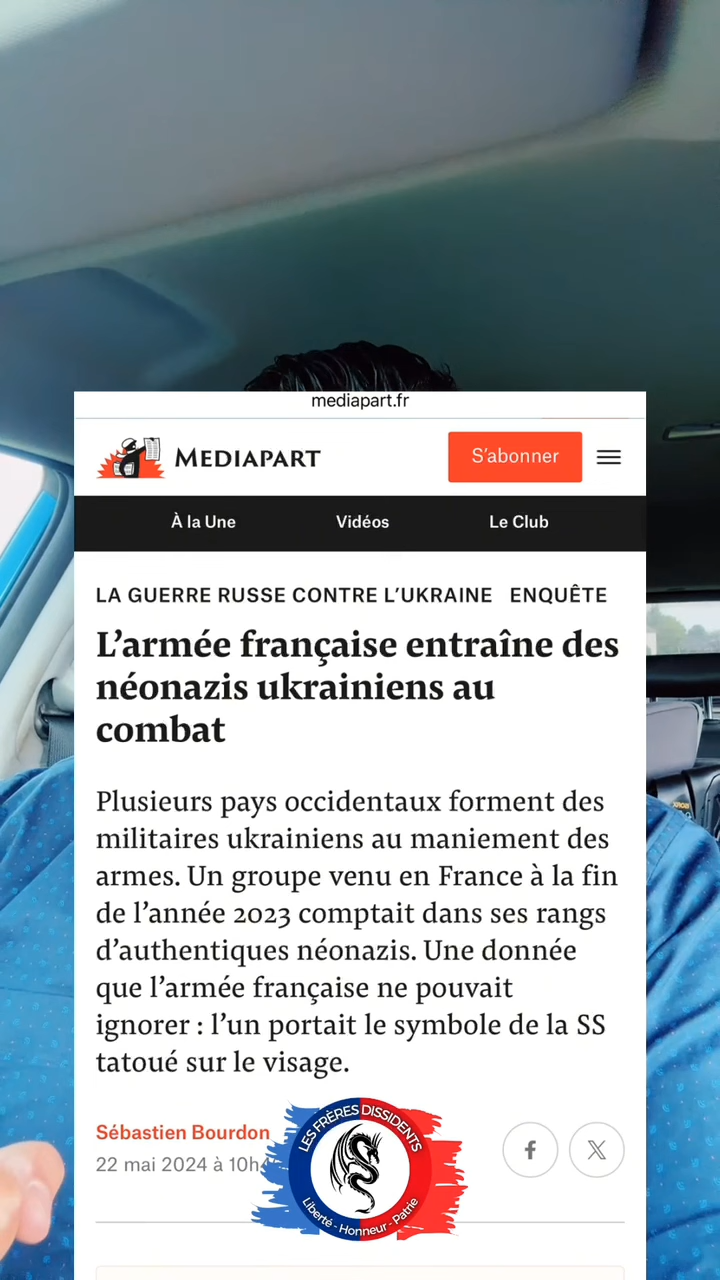 mediapart.fr
MEDIAPART
S'abonner
À la Une
Vidéos
Le Club
LA GUERRE RUSSE CONTRE L'UKRAINE ENQUÊTE
L'armée française entraîne des
néonazis ukrainiens au
combat
Plusieurs pays occidentaux forment des
militaires ukrainiens au maniement des
armes. Un groupe venu en France à la fin
de l'année 2023 comptait dans ses rangs
d'authentiques néonazis. Une donnée
que l'armée française ne pouvait
ignorer : l'un portait le symbole de la SS
tatoué sur le visage.
Sébastien Bourdon
22 mai 2024 à 10h
LES FRÈRES DISSIDENTS
Liberté - Honneur - Patrie